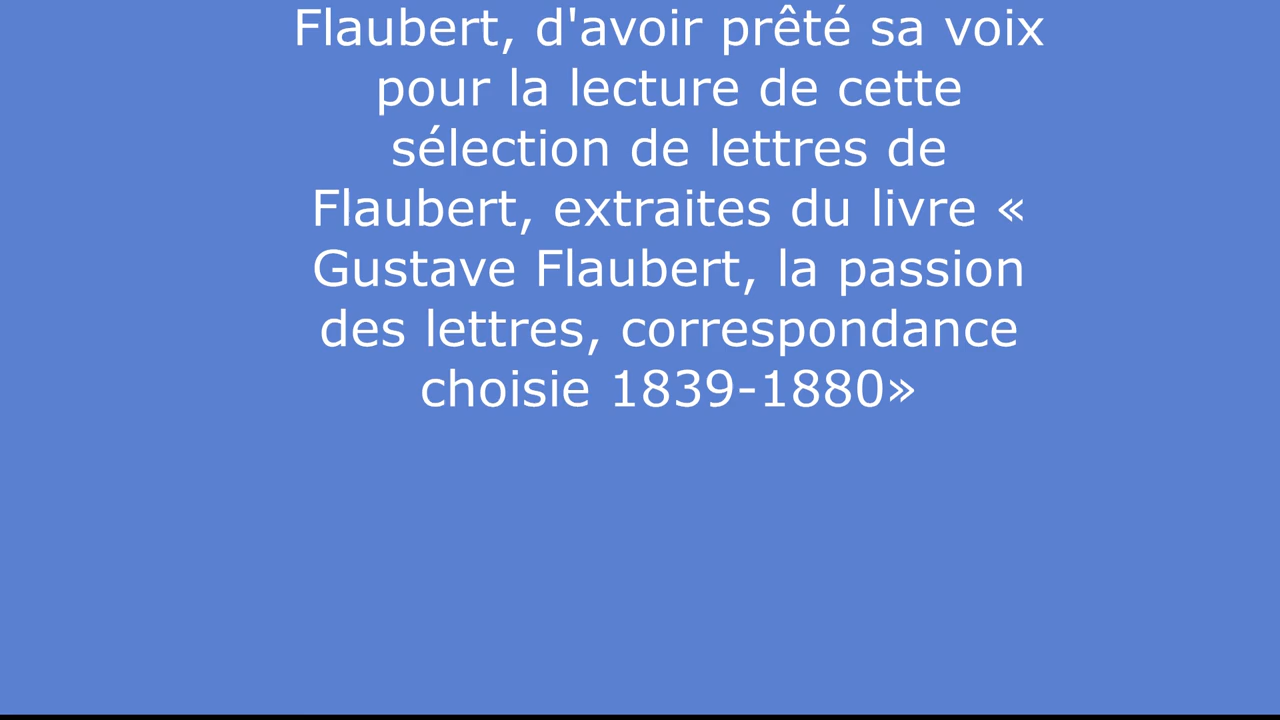 Flaubert, d'avoir prêté sa voix
pour la lecture de cette
sélection de lettres de
Flaubert, extraites du livre «
Gustave Flaubert, la passion
des lettres, correspondance
choisie 1839-1880»